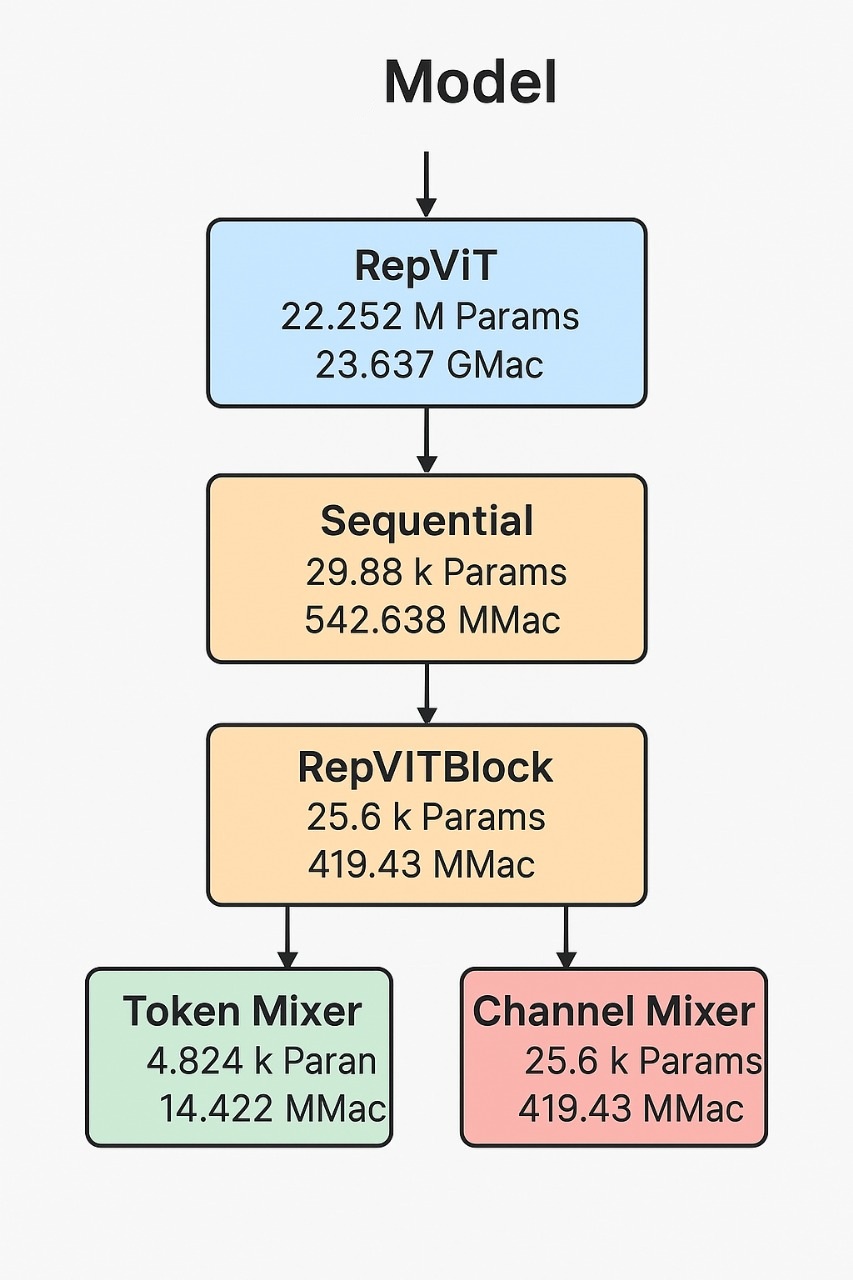 Model
RepViT
22.252 M Params
23.637 GMac
Sequential
29.88 k Params
542.638 MMac
RepVITBlock
25.6 k Params
419.43 MMac
Token Mixer
4.824 k Paran
14.422 MMac
Channel Mixer
25.6 k Params
419.43 MMac